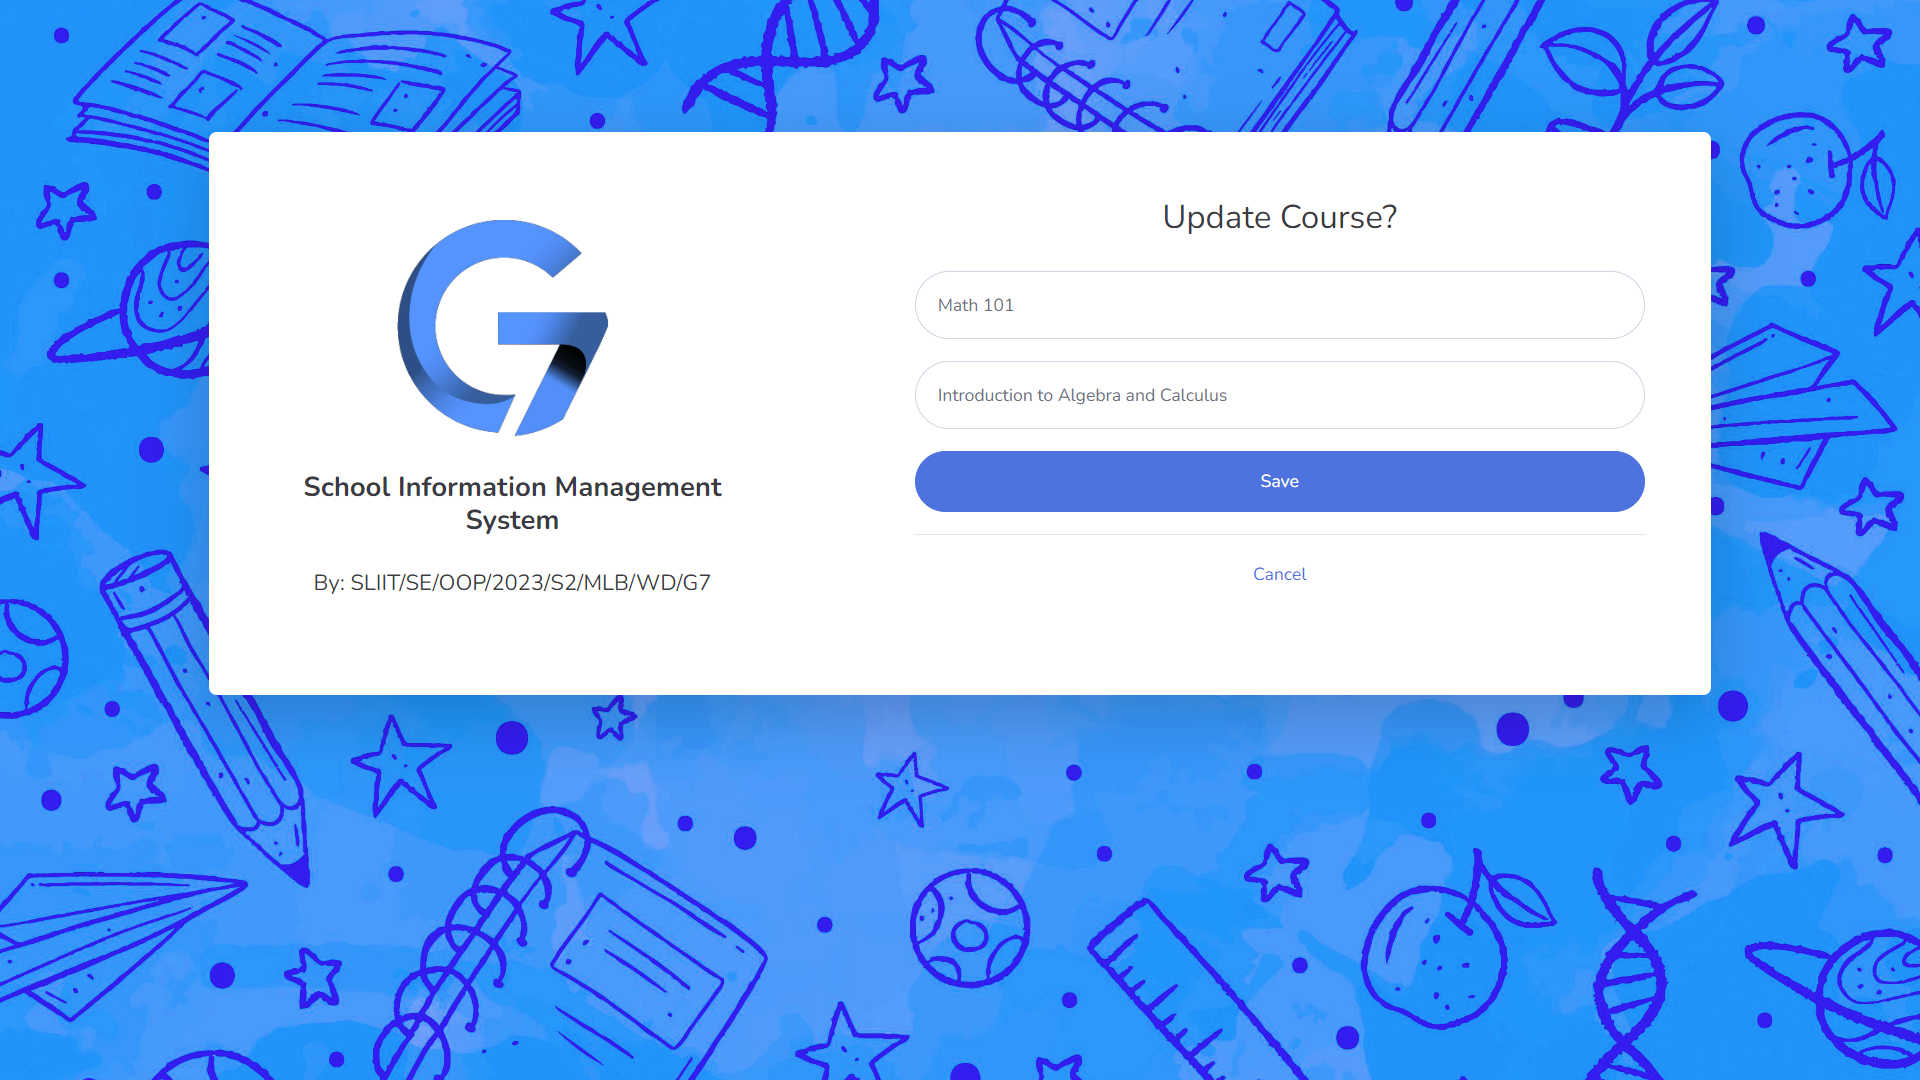 School Information Management
System
By: SLIIT/SE/OOP/2023/S2/MLB/WD/G7
Update Course?
Math 101
Introduction to Algebra and Calculus
Save
Cancel